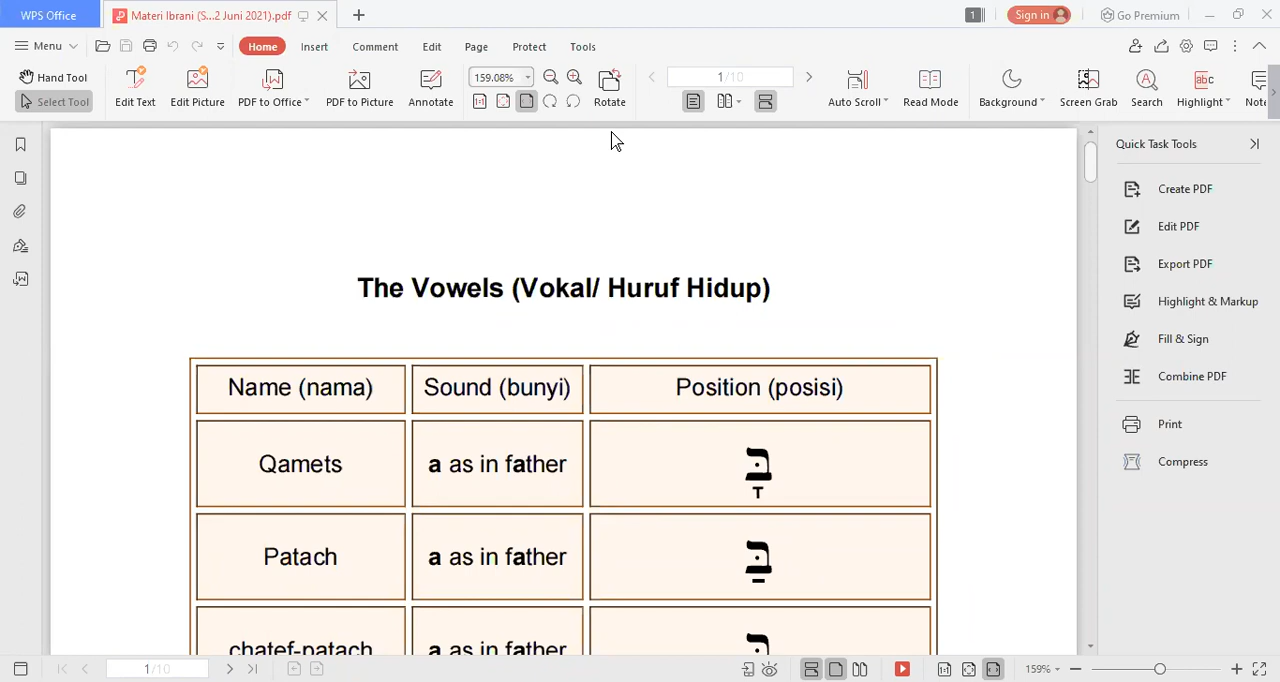 WPS Office
Materi Ibrani (S...2 Juni 2021).pdf
1
Sign in
Go Premium
Menu
Home
Insert
Comment
Edit
Page
Protect
Tools
Hand Tool
Select Tool
Edit Text
Edit Picture
PDF to Office
PDF to Picture
Annotate
159.08%
Rotate
1/10
Auto Scroll
Read Mode
Background
Screen Grab
Search
Highlight
Note
Quick Task Tools
Create PDF
Edit PDF
Export PDF
Highlight & Markup
Fill & Sign
Combine PDF
Print
Compress
The Vowels (Vokal/ Huruf Hidup)
Name (nama) Sound (bunyi) Position (posisi)
Qamets a as in father בָּ
Patach a as in father בַּ
chatef-patach a as in father
1/10
159%